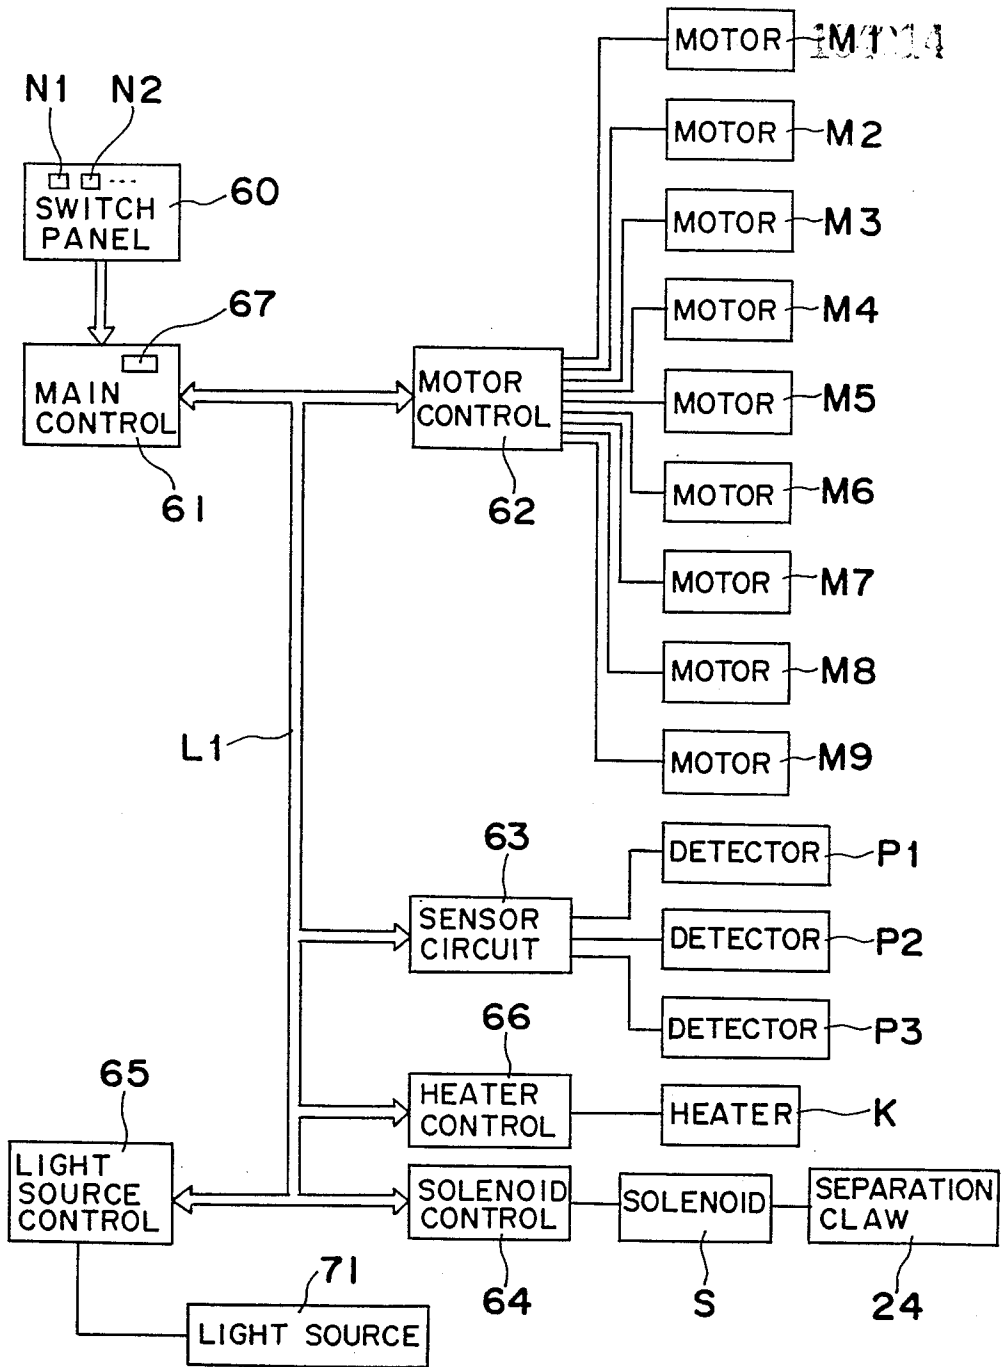 MOTOR M1
N1 N2
MOTOR M2
SWITCH
PANEL
60
MOTOR M3
67
MOTOR M4
MAIN
CONTROL
61
MOTOR
CONTROL
62
MOTOR M5
MOTOR M6
MOTOR M7
MOTOR M8
L1
MOTOR M9
63
SENSOR
CIRCUIT
DETECTOR P1
DETECTOR P2
DETECTOR P3
66
HEATER
CONTROL
HEATER K
65
LIGHT
SOURCE
CONTROL
SOLENOID
CONTROL
64
SOLENOID
S
SEPARATION
CLAW
24
71
LIGHT SOURCE